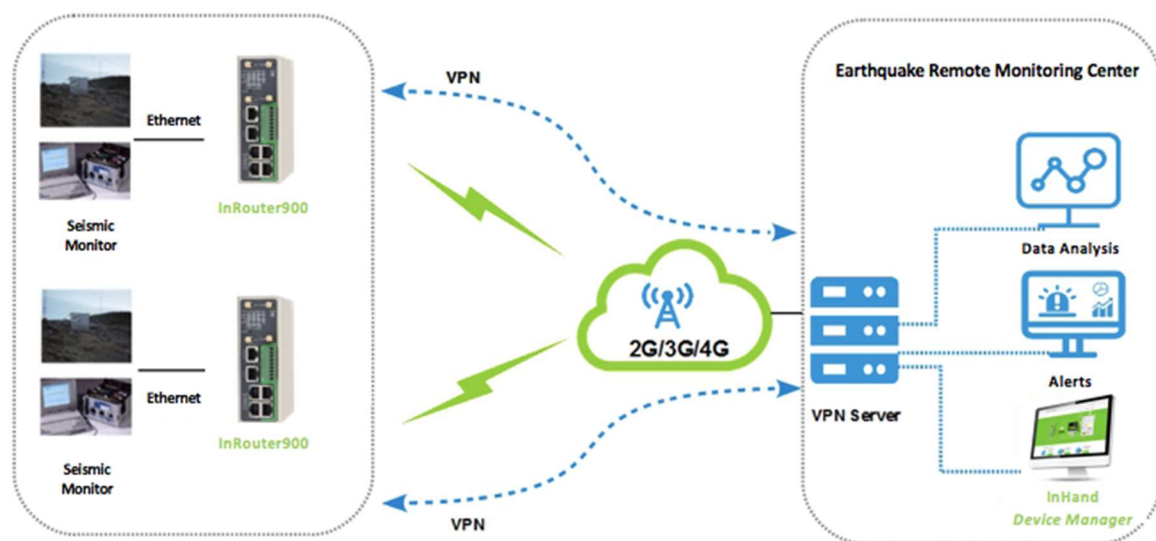 VPN
Earthquake Remote Monitoring Center
Ethernet
InRouter900
Seismic
Monitor
Data Analysis
2G/3G/4G
Ethernet
InRouter900
Seismic
Monitor
VPN Server
Alerts
InHand
Device Manager
VPN